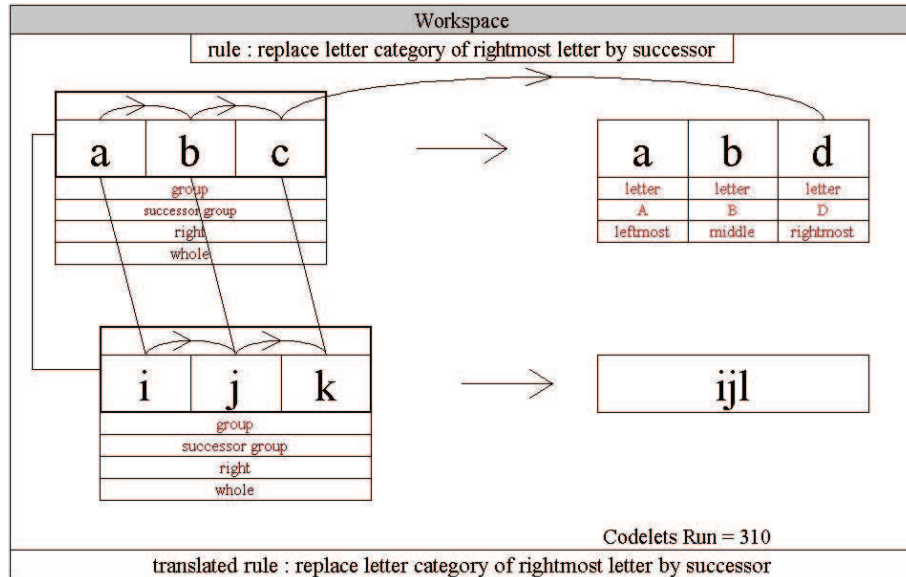 Workspace
rule : replace letter category of rightmost letter by successor
a b c
a b d
group
successor group
right
whole
letter letter letter
A B D
leftmost middle rightmost
i j k
ijl
group
successor group
right
whole
Codelets Run = 310
translated rule : replace letter category of rightmost letter by successor